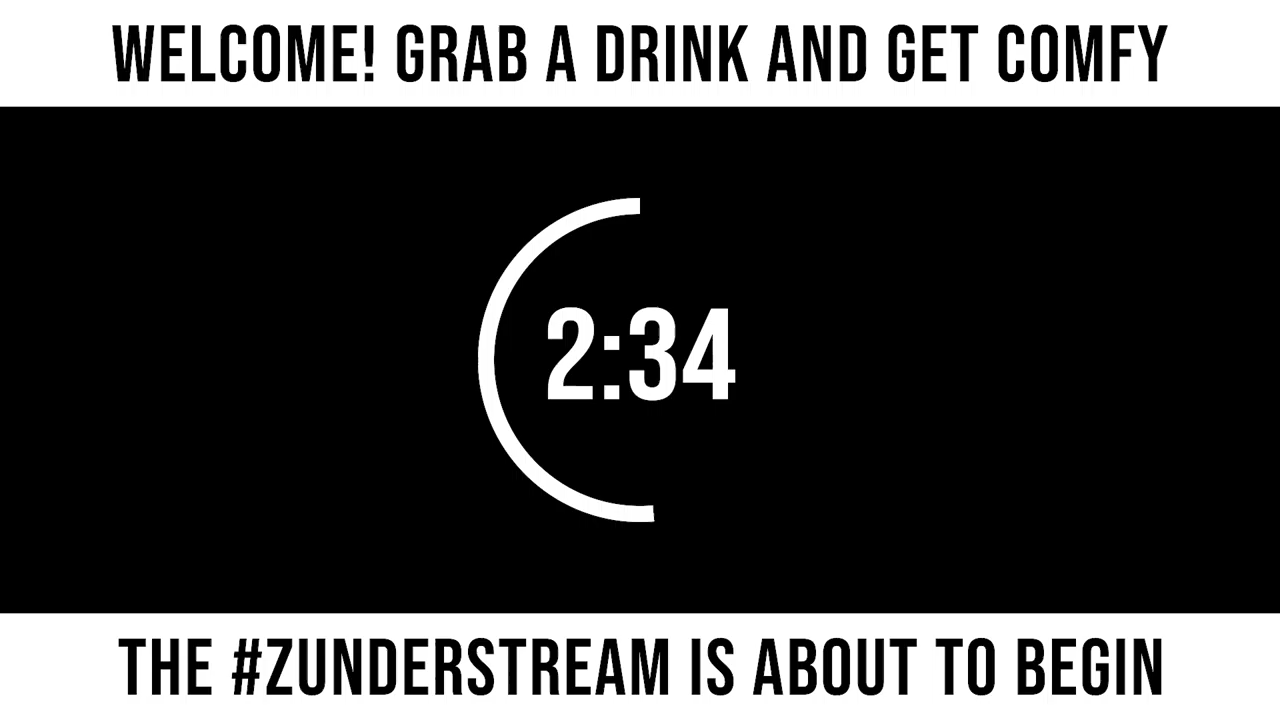 WELCOME! GRAB A DRINK AND GET COMFY
2:34
THE #ZUNDERSTREAM IS ABOUT TO BEGIN